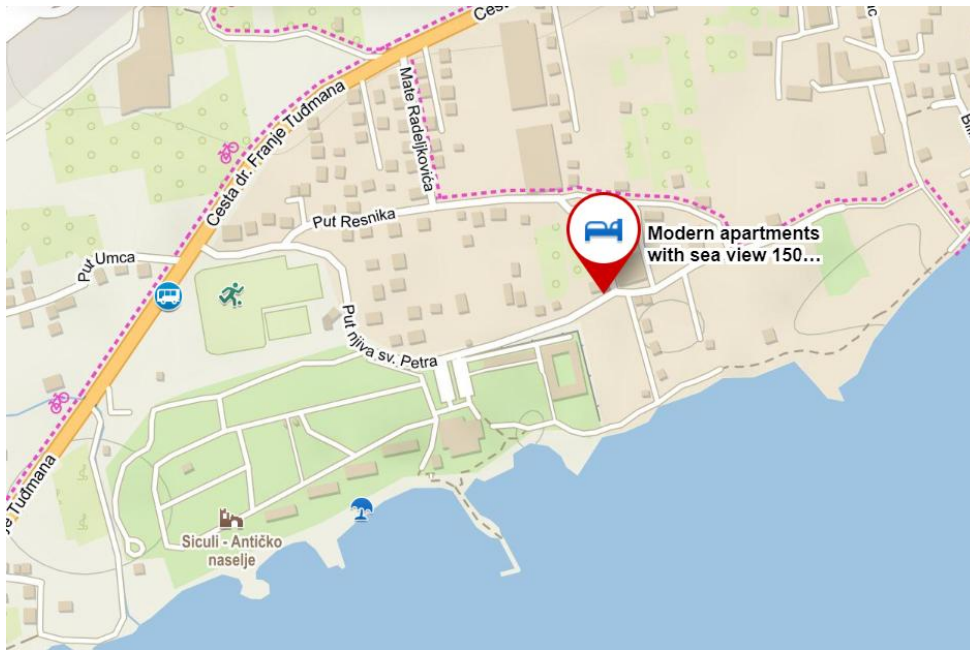 Cesta
Mate Radeljkovića
Cesta dr. Franje Tuđmana
Put Resnika
Modern apartments
with sea view 150...
Put Umca
Put njiva sv. Petra
Tuđmana
Siculi - Antičko
naselje